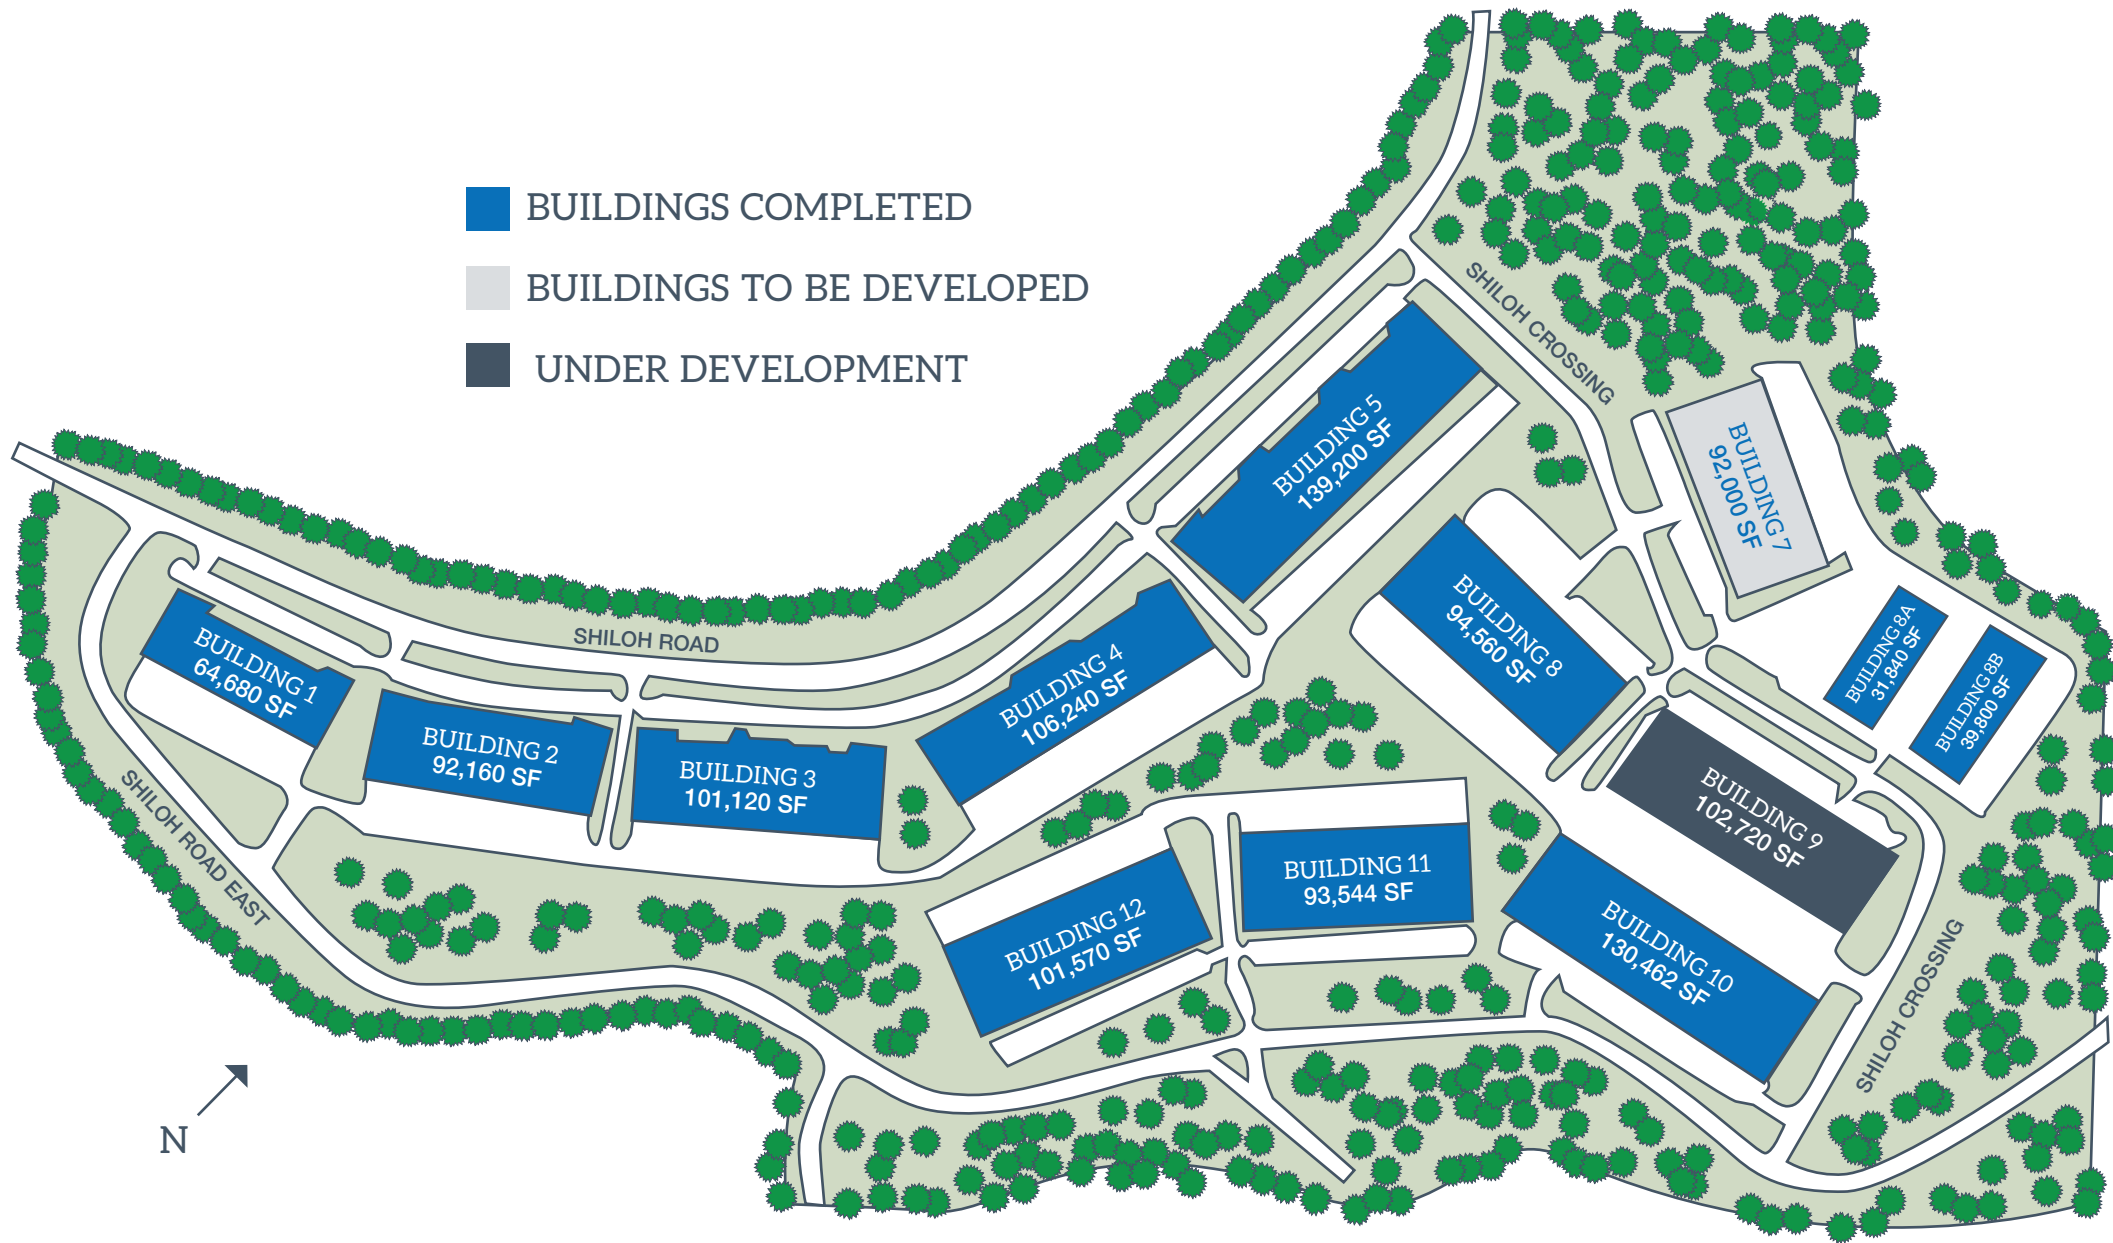 BUILDINGS COMPLETED
BUILDINGS TO BE DEVELOPED
UNDER DEVELOPMENT
SHILOH CROSSING
BUILDING 5
139,200 SF
BUILDING 7
92,000 SF
BUILDING 8
94,560 SF
BUILDING 8A
31,840 SF
BUILDING 8B
39,800 SF
SHILOH ROAD
BUILDING 1
64,680 SF
BUILDING 2
92,160 SF
BUILDING 3
101,120 SF
BUILDING 4
106,240 SF
BUILDING 9
102,720 SF
SHILOH ROAD EAST
BUILDING 12
101,570 SF
BUILDING 11
93,544 SF
BUILDING 10
130,462 SF
SHILOH CROSSING
N